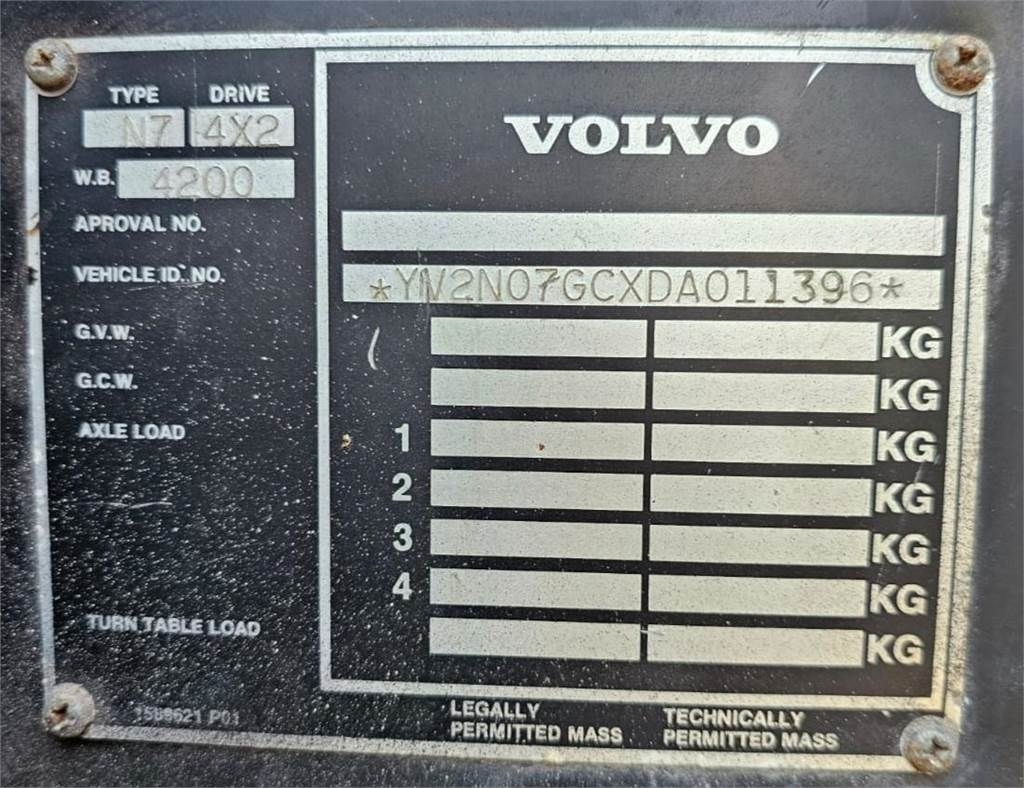 TYPE DRIVE
N7 4X2
VOLVO
W.B. 4200
APROVAL NO.
VEHICLE ID. NO. *YV2N07GCXDA011396*
G.V.W. KG
G.C.W. KG
AXLE LOAD 1 KG
2 KG
3 KG
4 KG
TURN TABLE LOAD KG
P01
LEGALLY
PERMITTED MASS
TECHNICALLY
PERMITTED MASS